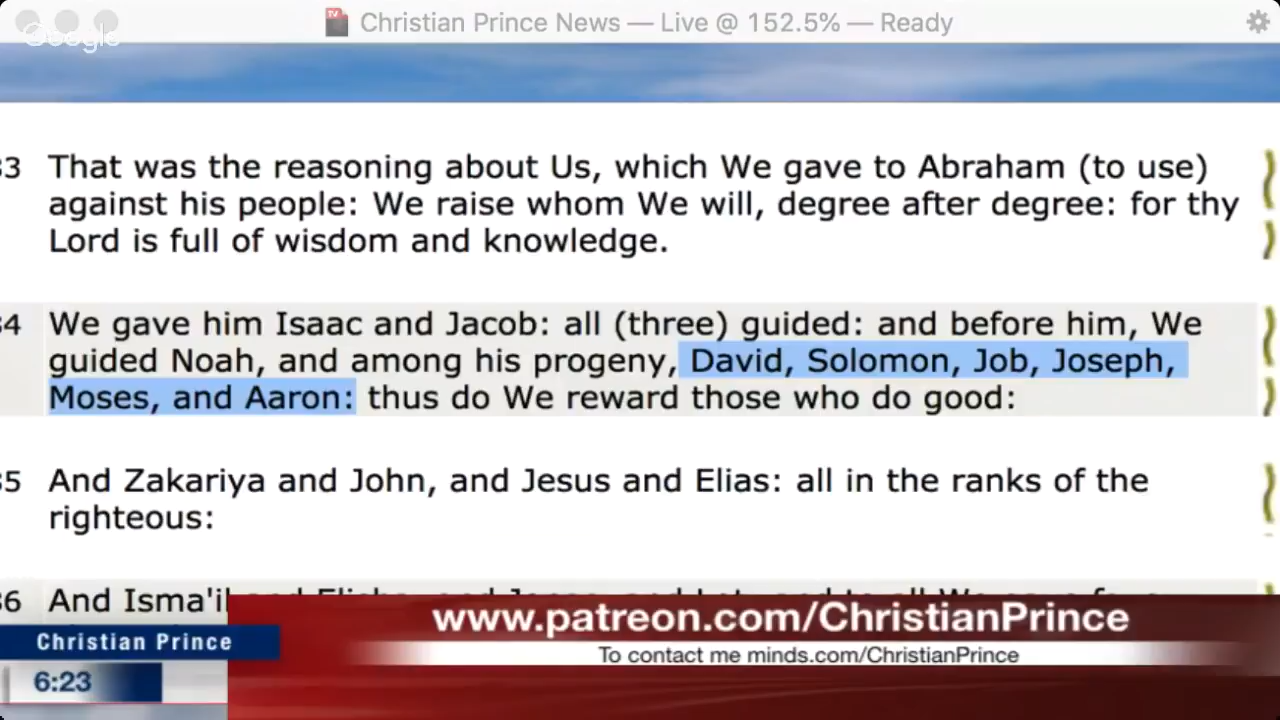 Christian Prince News — Live @ 152.5% — Ready
Google
33 That was the reasoning about Us, which We gave to Abraham (to use)
against his people: We raise whom We will, degree after degree: for thy
Lord is full of wisdom and knowledge.
34 We gave him Isaac and Jacob: all (three) guided: and before him, We
guided Noah, and among his progeny, David, Solomon, Job, Joseph,
Moses, and Aaron: thus do We reward those who do good:
35 And Zakariya and John, and Jesus and Elias: all in the ranks of the
righteous:
36 And Isma'il and
www.patreon.com/ChristianPrince
Christian Prince
To contact me minds.com/ChristianPrince
6:23